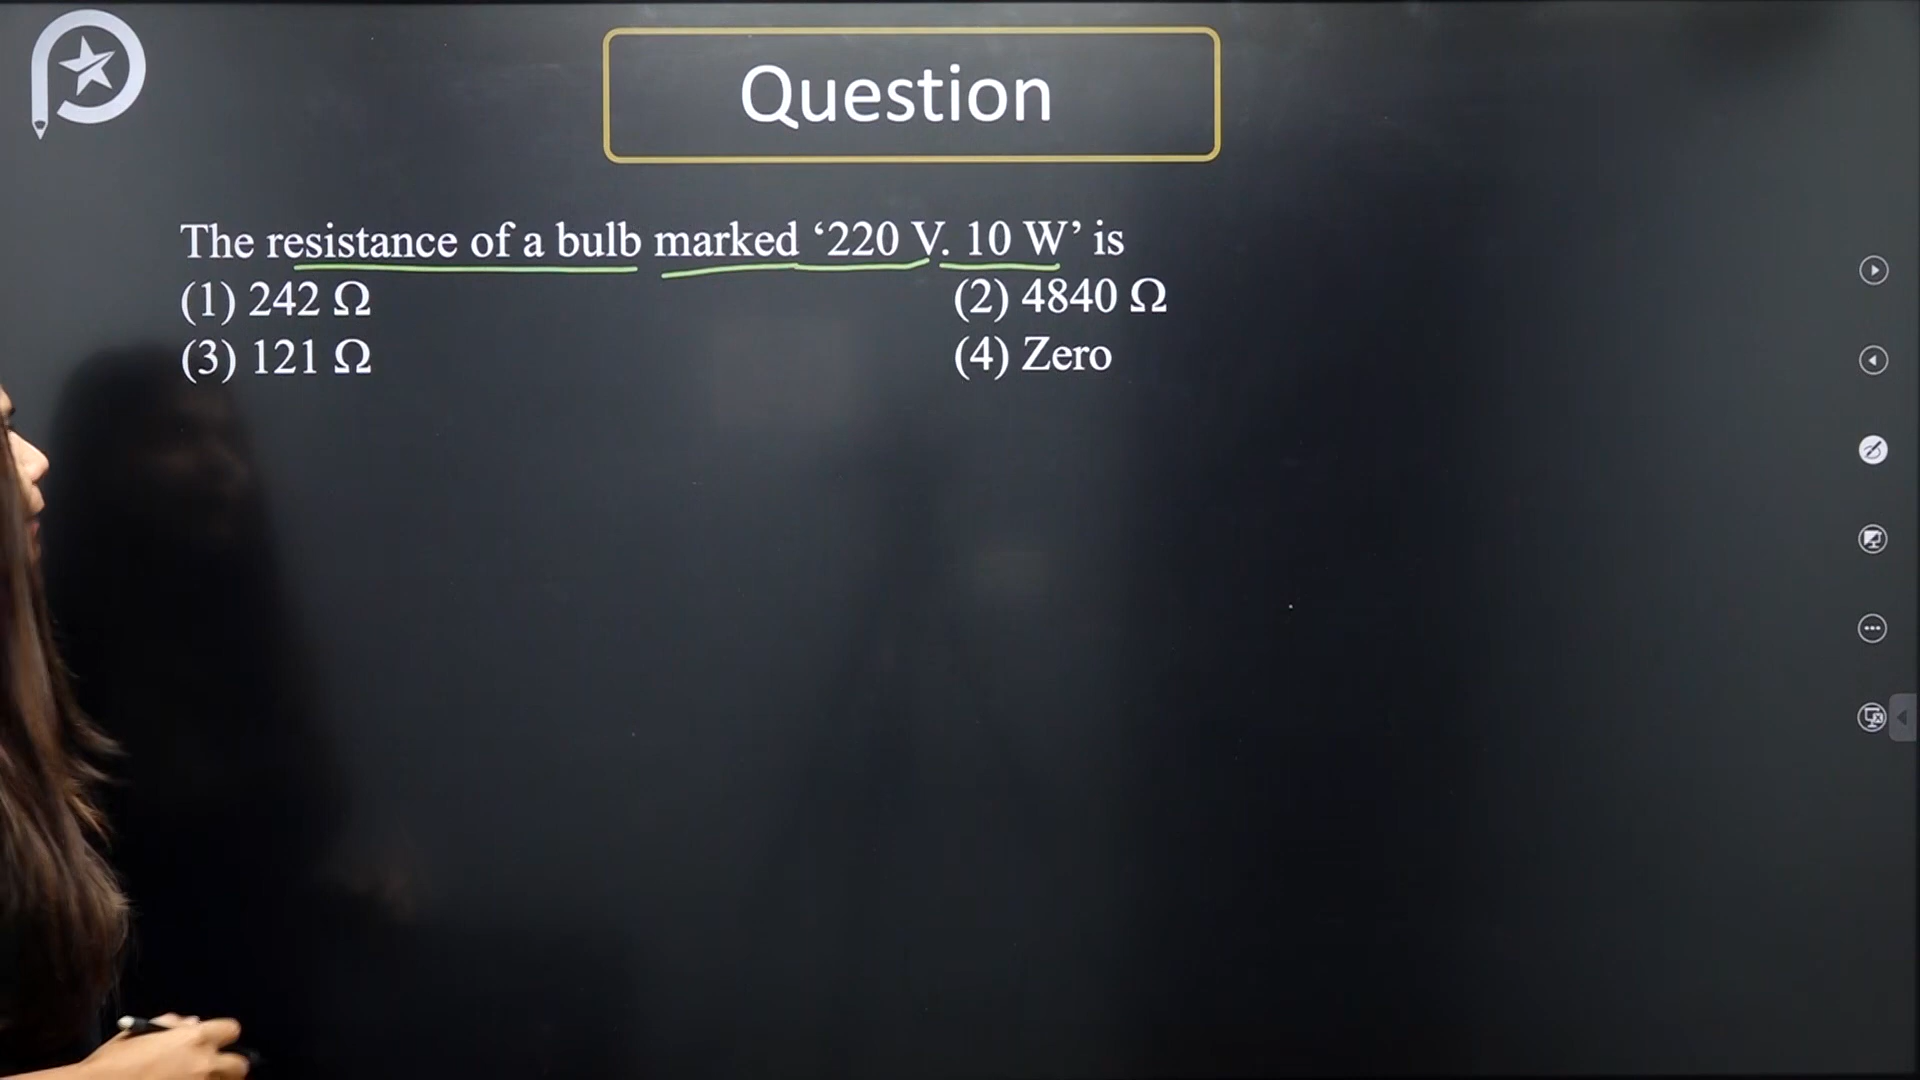 Question
The resistance of a bulb marked ‘220 V. 10 W’ is
(1) 242 Ω
(2) 4840 Ω
(3) 121 Ω
(4) Zero